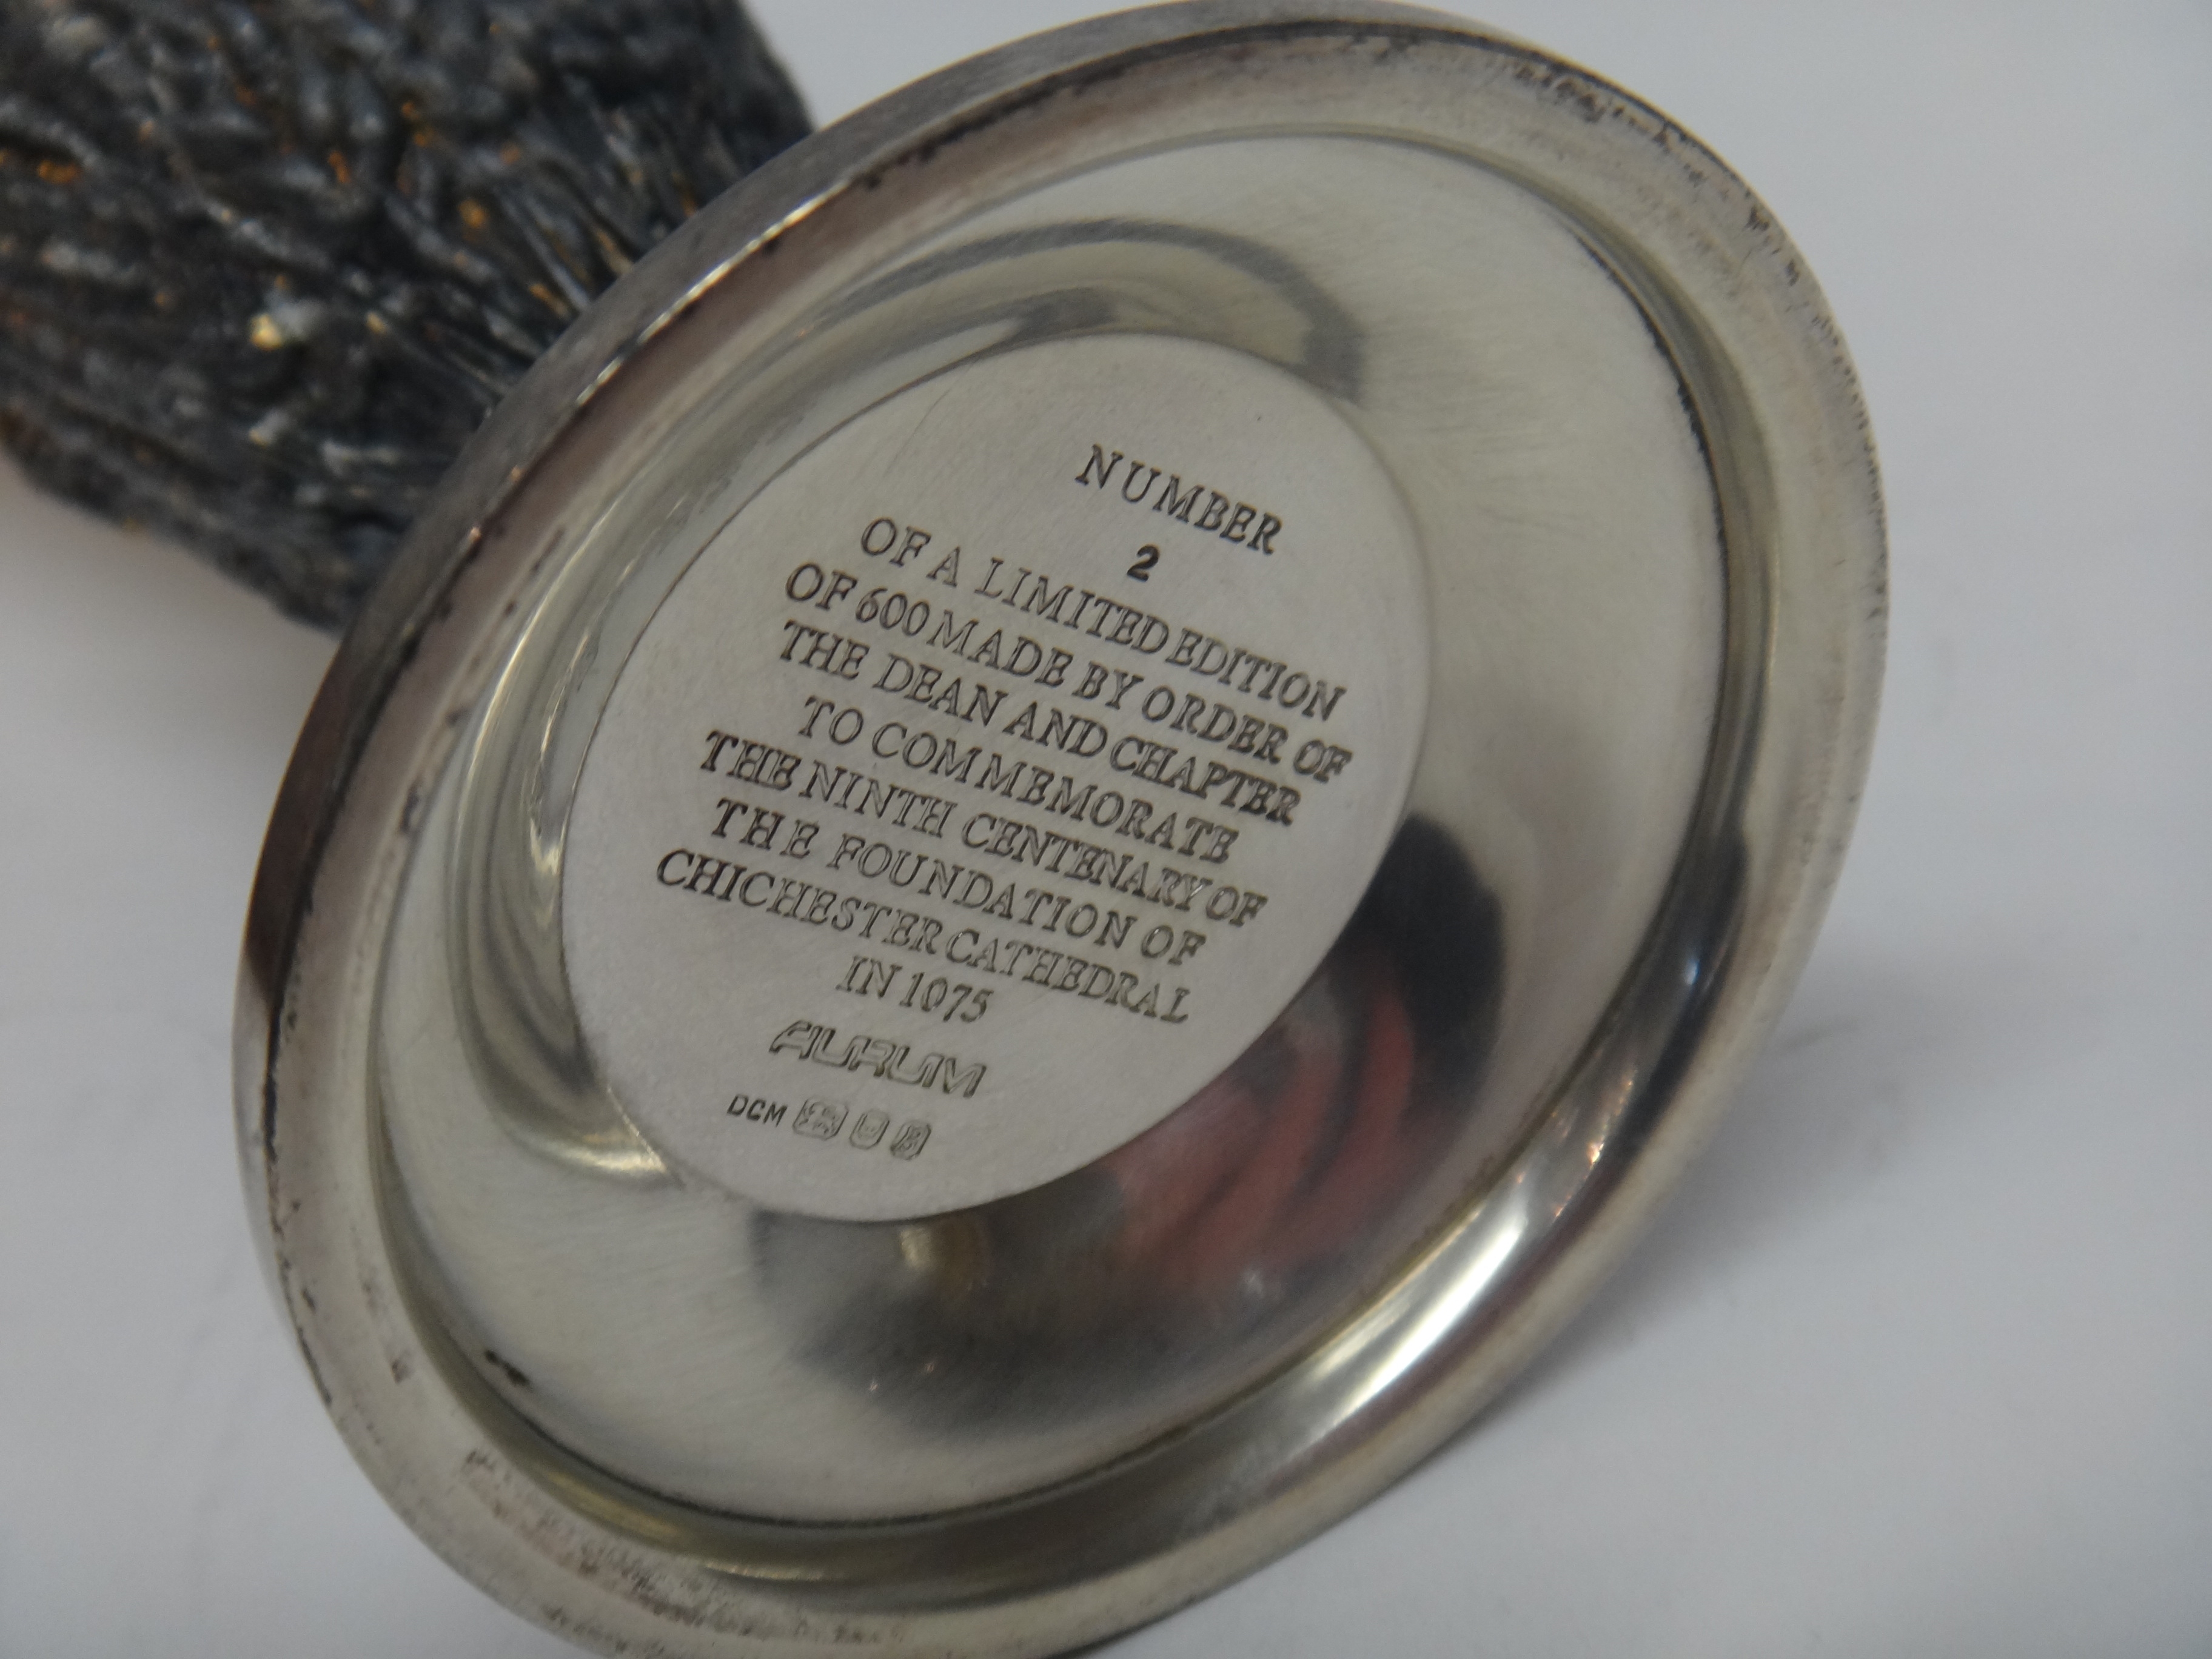 NUMBER
2
OF A LIMITED EDITION
OF 600 MADE BY ORDER OF
THE DEAN AND CHAPTER
TO COMMEMORATE
THE NINTH CENTENARY OF
THE FOUNDATION OF
CHICHESTER CATHEDRAL
IN 1075
AURUM
DCM